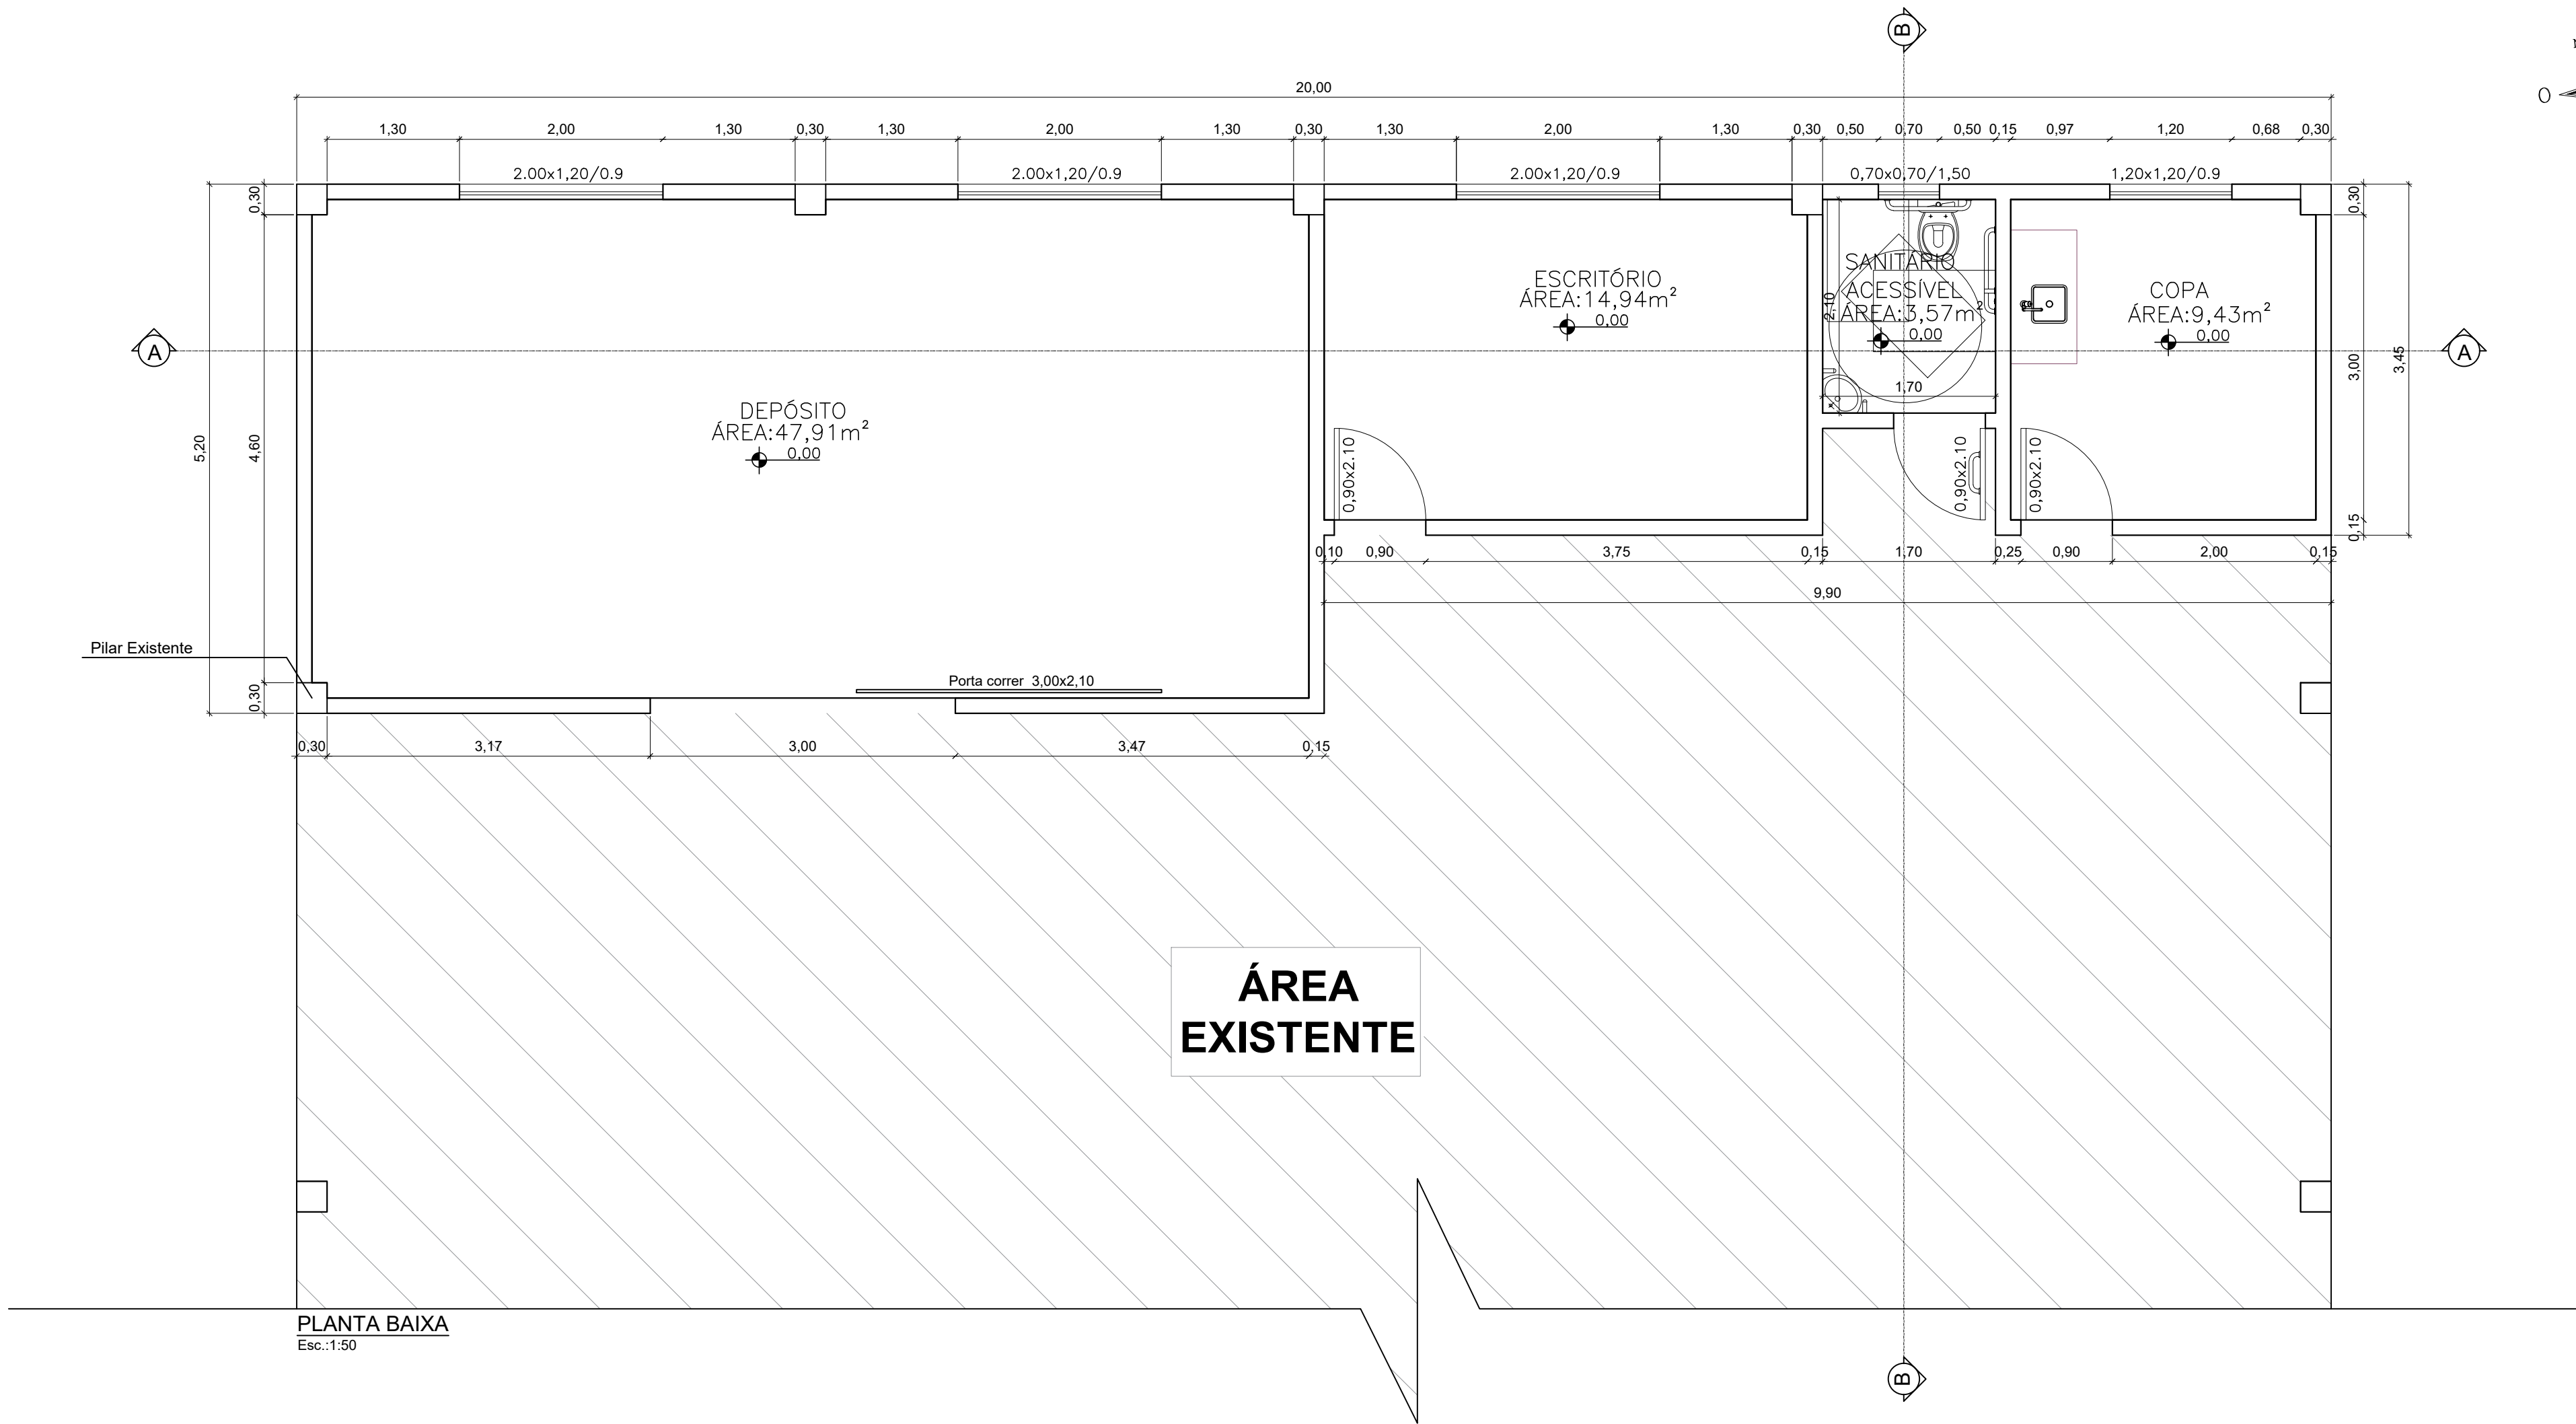 B
20,00
O
1,30 2,00 1,30 0,30 1,30 2,00 1,30 0,30 1,30 2,00 1,30 0,30 0,50 0,70 0,50 0,15 0,97 1,20 0,68 0,30
2.00x1,20/0.9 2.00x1,20/0.9 2.00x1,20/0.9 0,70x0,70/1,50 1,20x1,20/0.9
0,30
0,30
SANITÁRIO
ACESSÍVEL
ÁREA:3,57m²
0,00
2,10
1,70
ESCRITÓRIO
ÁREA:14,94m²
0,00
COPA
ÁREA:9,43m²
0,00
A
A
3,00
3,45
DEPÓSITO
ÁREA:47,91m²
0,00
5,20
4,60
0,90x2.10
0,90x2.10
0,90x2.10
0,15
0,10 0,90 3,75 0,15 1,70 0,25 0,90 2,00 0,15
9,90
Pilar Existente
Porta correr 3,00x2,10
0,30
0,30 3,17 3,00 3,47 0,15
ÁREA
EXISTENTE
PLANTA BAIXA
Esc.:1:50
B